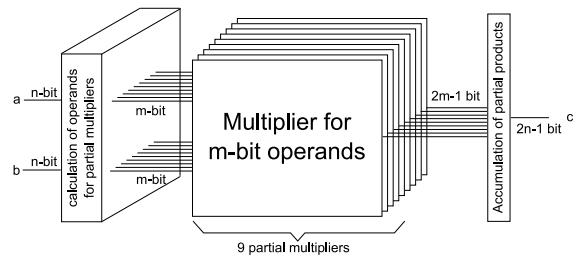 a
n-bit
b
n-bit
calculation of operands
for partial multipliers
m-bit
m-bit
Multiplier for
m-bit operands
9 partial multipliers
2m-1 bit
Accumulation of partial products
c
2n-1 bit